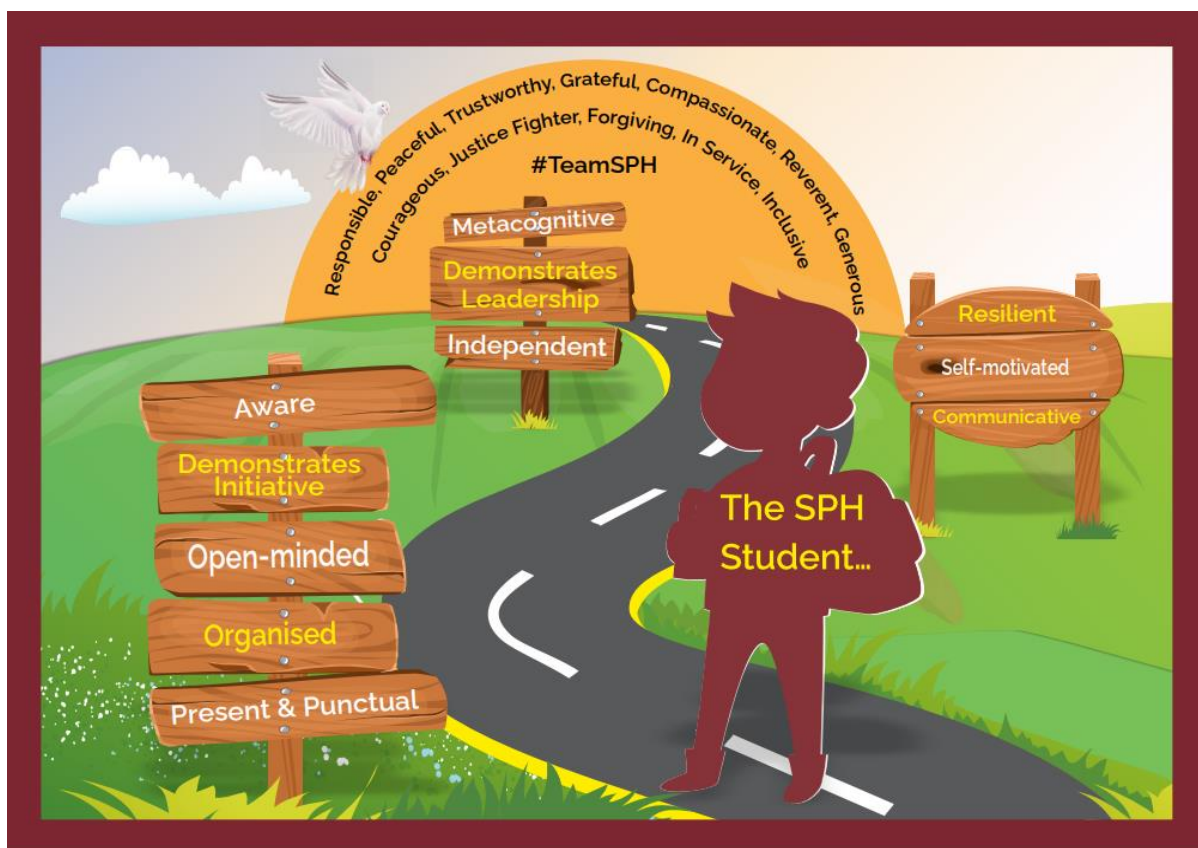 Responsible, Peaceful, Trustworthy, Grateful, Compassionate, Reverent, Generous
Courageous, Justice Fighter, Forgiving, In Service, Inclusive
#TeamSPH
Metacognitive
Demonstrates
Leadership
Independent
Resilient
Self-motivated
Communicative
Aware
Demonstrates
Initiative
Open-minded
Organised
Present & Punctual
The SPH
Student...